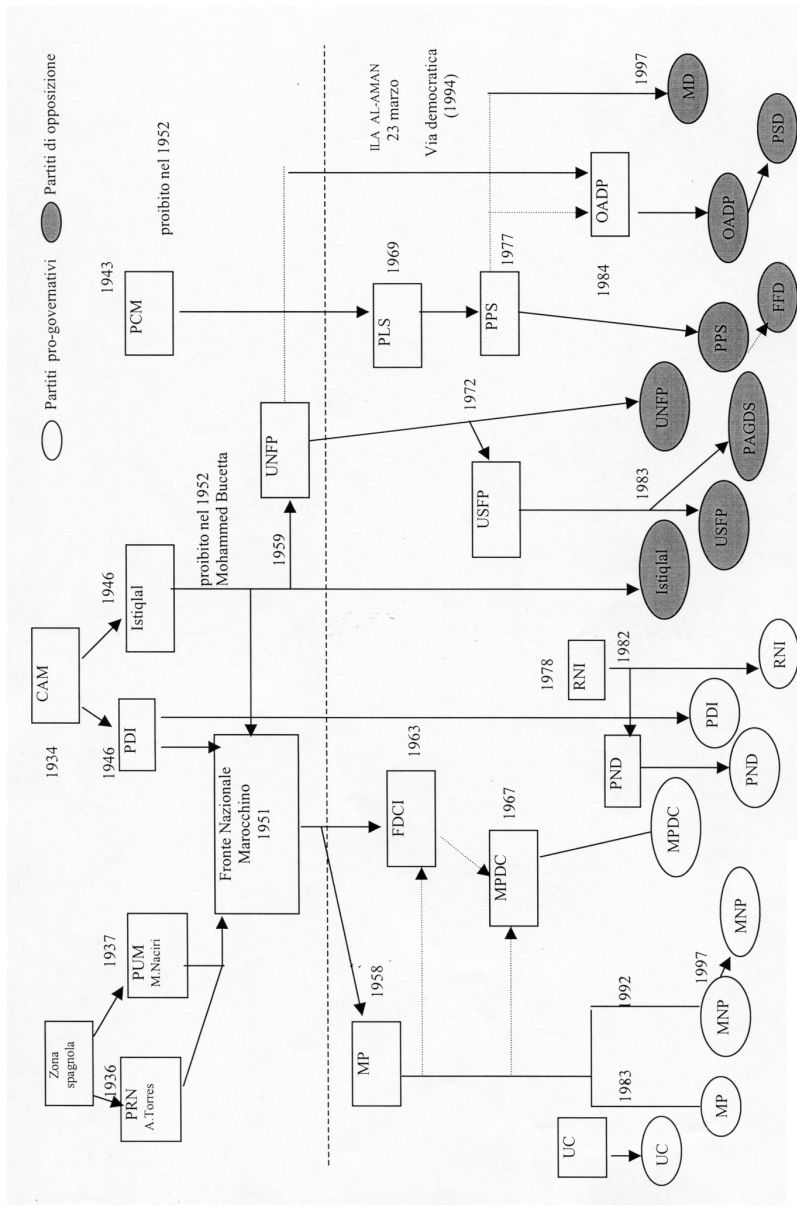 Partiti pro-governativi
Partiti di opposizione
1934
CAM
Zona
spagnola
1936
PRN
A.Torres
1937
PUM
M.Naciri
1946
PDI
1946
Istiqlal
1943
PCM
proibito nel 1952
proibito nel 1952
Mohammed Bucetta
Fronte Nazionale
Marocchino
1951
1959
UNFP
ILA AL-AMAN
23 marzo
Via democratica
(1994)
1958
MP
1963
FDCI
1969
PLS
1967
MPDC
1972
USFP
1977
PPS
1984
OADP
1997
MD
1978
RNI
1982
PND
1983
UC
1983
1992
MPDC
PDI
Istiqlal
UNFP
UC
MP
MNP
1997
MNP
PND
RNI
USFP
PAGDS
PPS
FFD
OADP
PSD